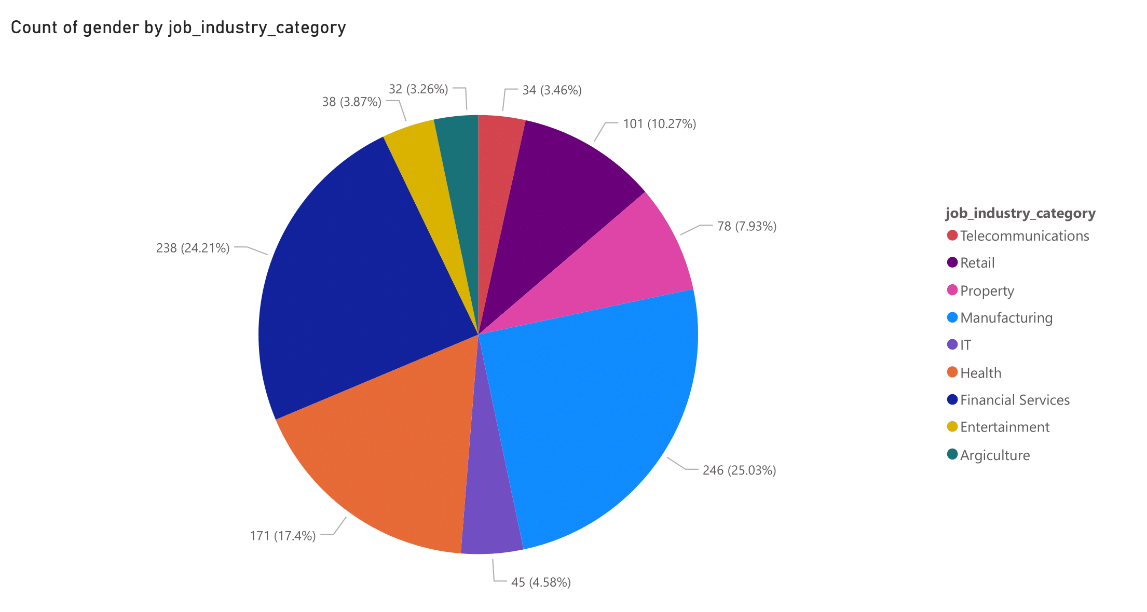 Count of gender by job_industry_category
32 (3.26%)
34 (3.46%)
38 (3.87%)
101 (10.27%)
78 (7.93%)
238 (24.21%)
246 (25.03%)
171 (17.4%)
45 (4.58%)
job_industry_category
Telecommunications
Retail
Property
Manufacturing
IT
Health
Financial Services
Entertainment
Argiculture